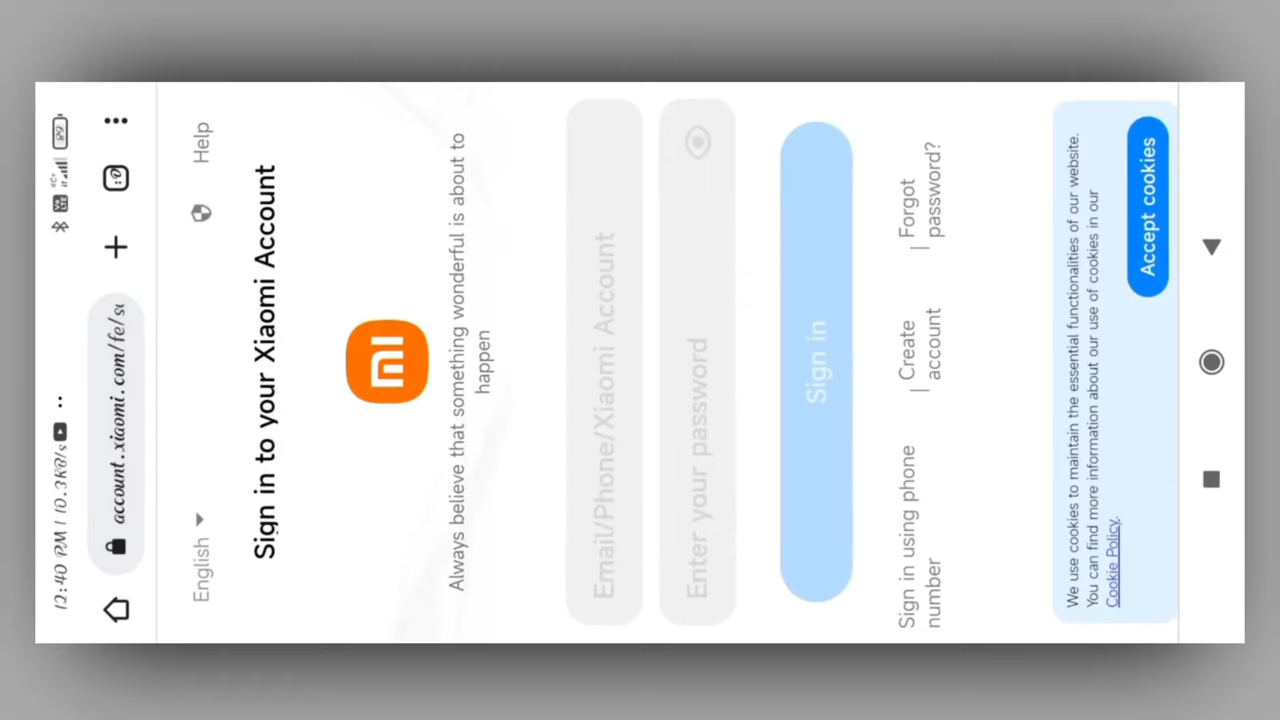 12:40 PM | 10.3KB/s
89
account.xiaomi.com/fe/se
English
Help
Sign in to your Xiaomi Account
Always believe that something wonderful is about to
happen
Email/Phone/Xiaomi Account
Enter your password
Sign in
Sign in using phone
number
| Create
account
| Forgot
password?
We use cookies to maintain the essential functionalities of our website.
You can find more information about our use of cookies in our
Cookie Policy.
Accept cookies